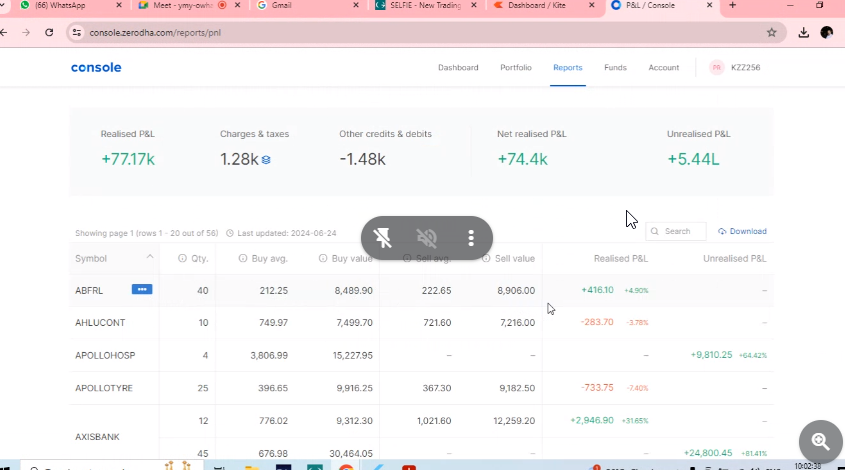 (66) WhatsApp
Meet - ymy-owha
Gmail
SELFIE - New Trading
Dashboard / Kite
P&L / Console
console.zerodha.com/reports/pnl
console
Dashboard Portfolio Reports Funds Account PR KZZ256
Realised P&L Charges & taxes Other credits & debits Net realised P&L Unrealised P&L
+77.17k 1.28k -1.48k +74.4k +5.44L
Showing page 1 (rows 1 - 20 out of 56) Last updated: 2024-06-24 Search Download
Symbol Qty. Buy avg. Buy value Sell avg. Sell value Realised P&L Unrealised P&L
ABFRL ••• 40 212.25 8,489.90 222.65 8,906.00 +416.10 +4.90% –
AHLUCONT 10 749.97 7,499.70 721.60 7,216.00 -283.70 -3.78% –
APOLLOHOSP 4 3,806.99 15,227.95 – – – +9,810.25 +64.42%
APOLLOTYRE 25 396.65 9,916.25 367.30 9,182.50 -733.75 -7.40% –
12 776.02 9,312.30 1,021.60 12,259.20 +2,946.90 +31.65% –
AXISBANK
45 676.98 30,464.05 – – – +24,800.45 +81.41%
10:02:38